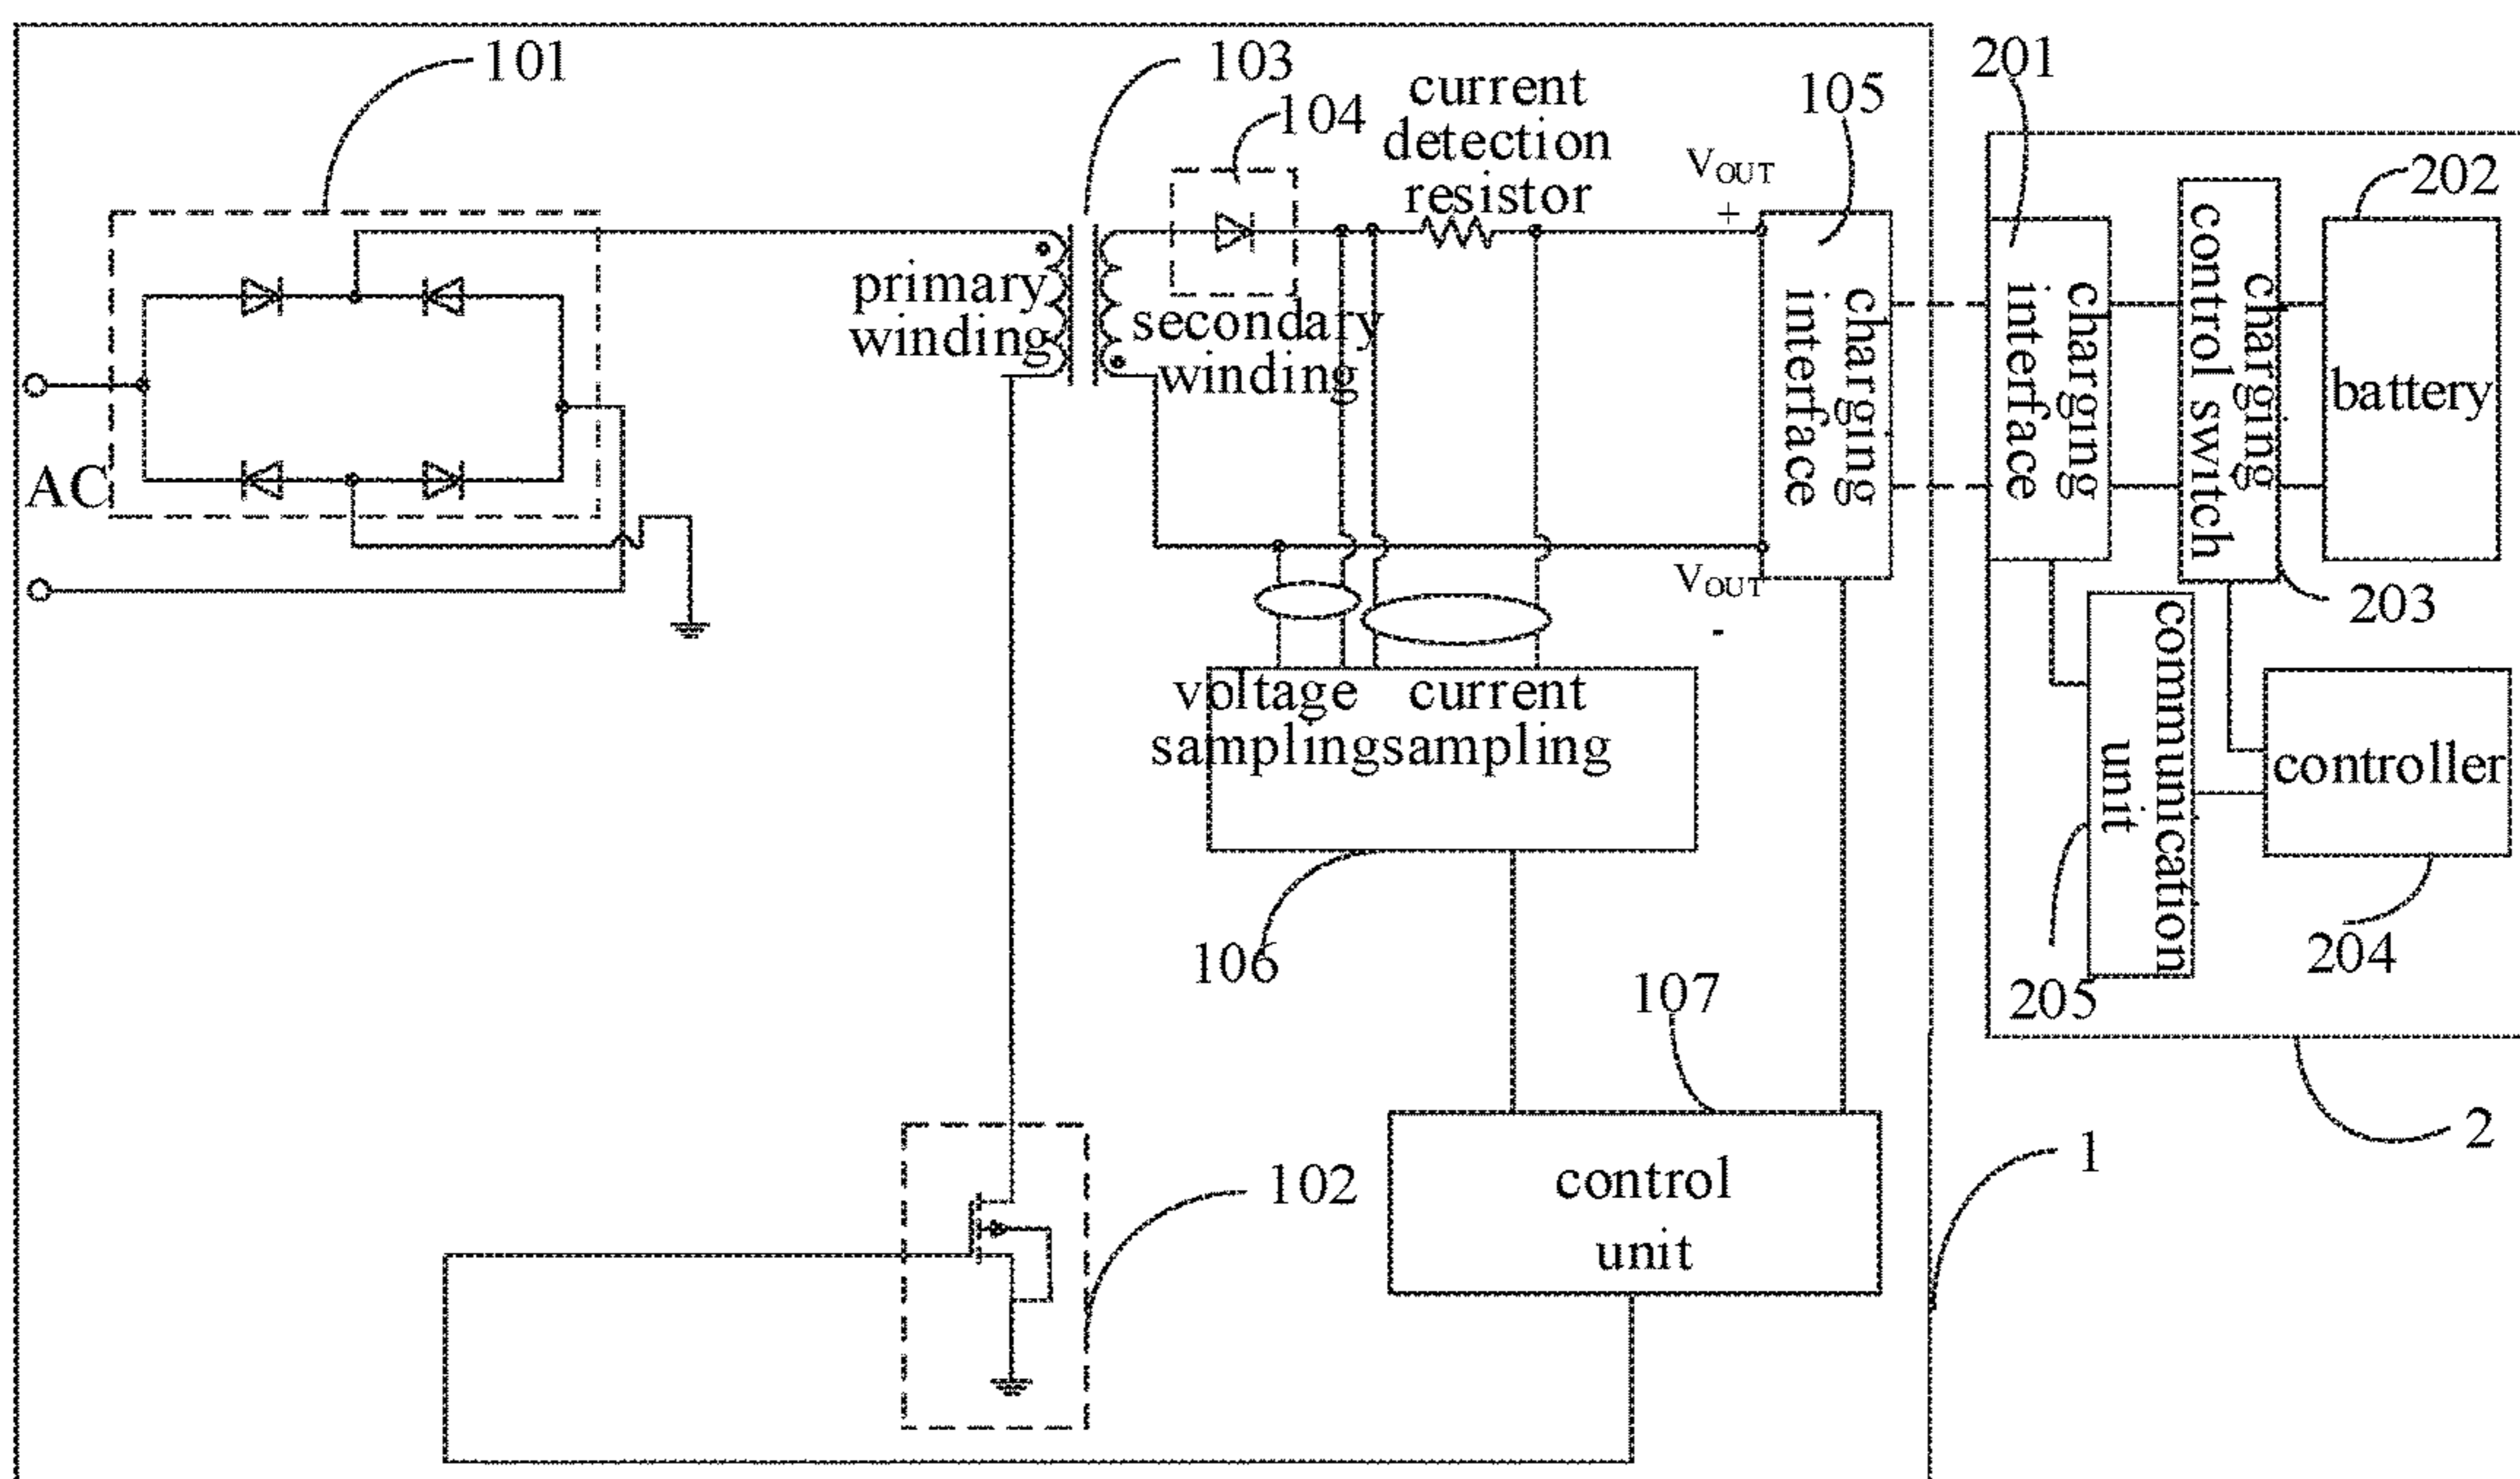 101
103
104
current
detection
resistor
105
201
202
V_OUT
+
primary
winding
secondary
winding
charging
interface
charging
interface
charging
control switch
battery
AC
V_OUT
-
203
voltage
sampling
current
sampling
communication
unit
controller
106
107
205
204
102
control
unit
1
2